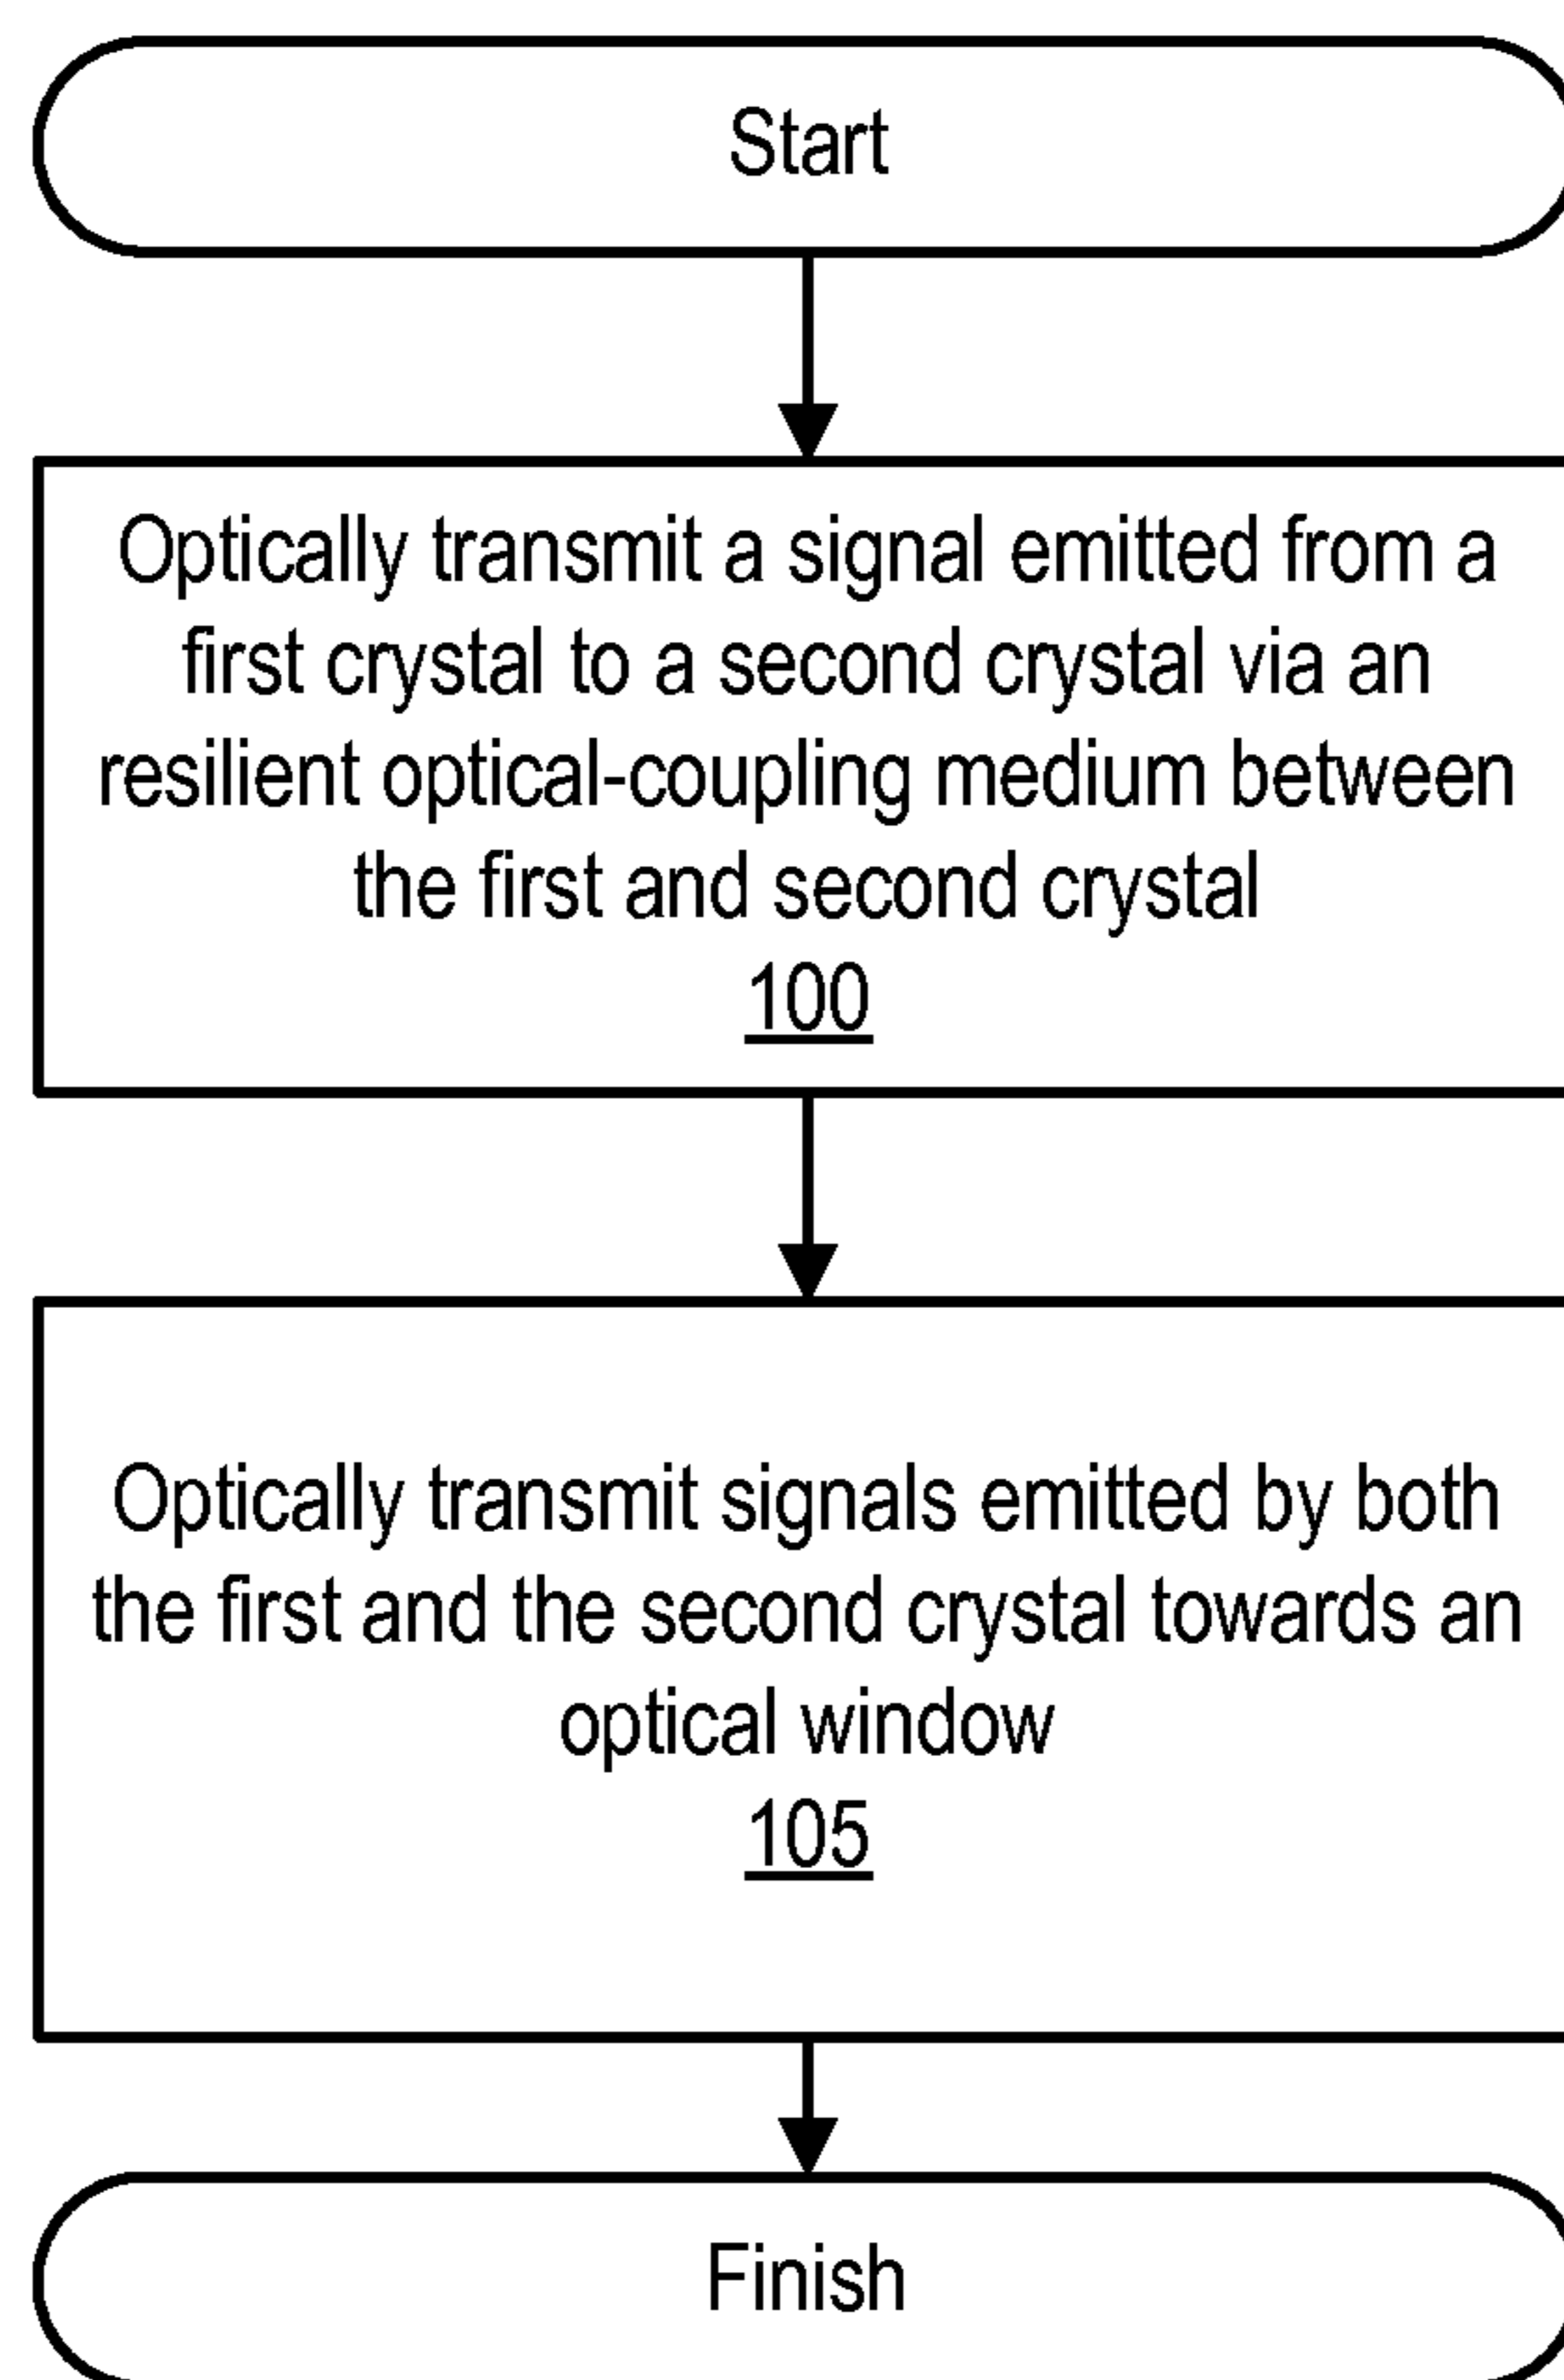 Start
Optically transmit a signal emitted from a
first crystal to a second crystal via an
resilient optical-coupling medium between
the first and second crystal
100
Optically transmit signals emitted by both
the first and the second crystal towards an
optical window
105
Finish